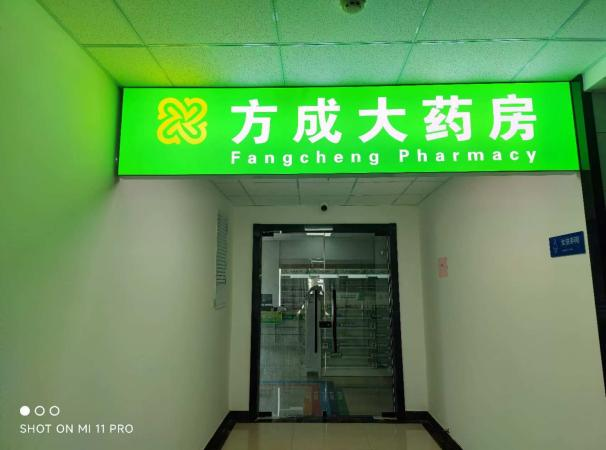 方成大药房
Fangcheng Pharmacy
SHOT ON MI 11 PRO